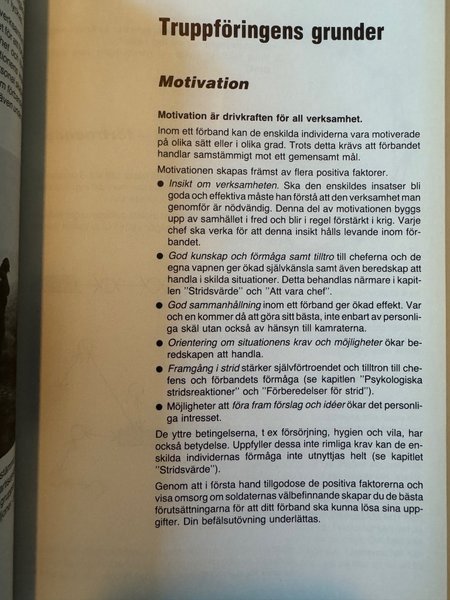 Truppföringens grunder
Motivation
Motivation är drivkraften för all verksamhet.
Inom ett förband kan de enskilda individerna vara motiverade
på olika sätt eller i olika grad. Trots detta krävs att förbandet
handlar samstämmigt mot ett gemensamt mål.
Motivationen skapas främst av flera positiva faktorer.
● Insikt om verksamheten. Ska den enskildes insatser bli
goda och effektiva måste han förstå att den verksamhet man
genomför är nödvändig. Denna del av motivationen byggs
upp av samhället i fred och blir i regel förstärkt i krig. Varje
chef ska verka för att denna insikt hålls levande inom för-
bandet.
● God kunskap och förmåga samt tilltro till cheferna och de
egna vapnen ger ökad självkänsla samt även beredskap att
handla i skilda situationer. Detta behandlas närmare i kapit-
len "Stridsvärde" och "Att vara chef".
● God sammanhållning inom ett förband ger ökad effekt. Var
och en kommer då att göra sitt bästa, inte enbart av personli-
ga skäl utan också av hänsyn till kamraterna.
● Orientering om situationens krav och möjligheter ökar be-
redskapen att handla.
● Framgång i strid stärker självförtroendet och tilltron till che-
fens och förbandets förmåga (se kapitlen "Psykologiska
stridsreaktioner" och "Förberedelser för strid").
● Möjligheter att föra fram förslag och idéer ökar det personli-
ga intresset.
De yttre betingelserna, t ex försörjning, hygien och vila, har
också betydelse. Uppfyller dessa inte rimliga krav kan de en-
skilda individernas förmåga inte utnyttjas helt (se kapitlet
"Stridsvärde").
Genom att i första hand tillgodose de positiva faktorerna och
visa omsorg om soldaternas välbefinnande skapar du de bästa
förutsättningarna för att ditt förband ska kunna lösa sina upp-
gifter. Din befälsutövning underlättas.